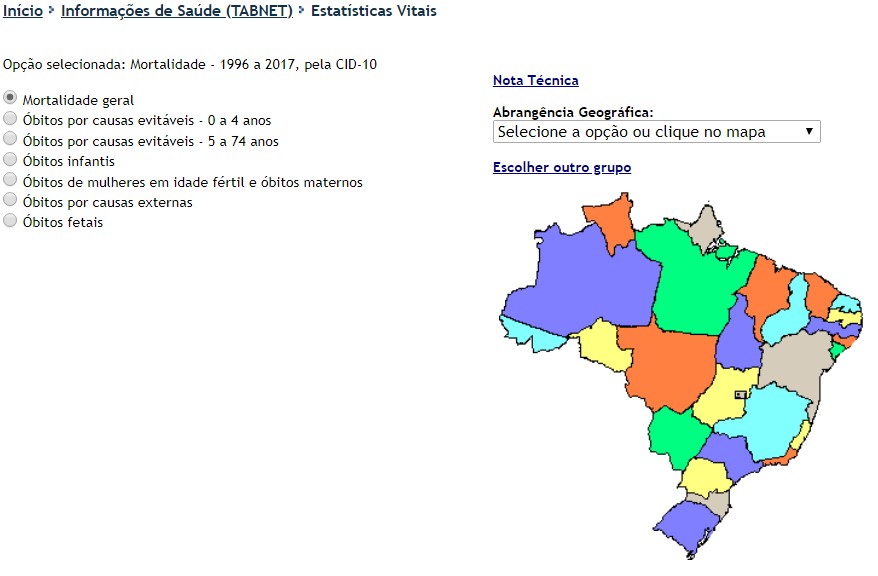 Início > Informações de Saúde (TABNET) > Estatísticas Vitais
Opção selecionada: Mortalidade - 1996 a 2017, pela CID-10
Mortalidade geral
Óbitos por causas evitáveis - 0 a 4 anos
Óbitos por causas evitáveis - 5 a 74 anos
Óbitos infantis
Óbitos de mulheres em idade fértil e óbitos maternos
Óbitos por causas externas
Óbitos fetais
Nota Técnica
Abrangência Geográfica:
Selecione a opção ou clique no mapa
Escolher outro grupo